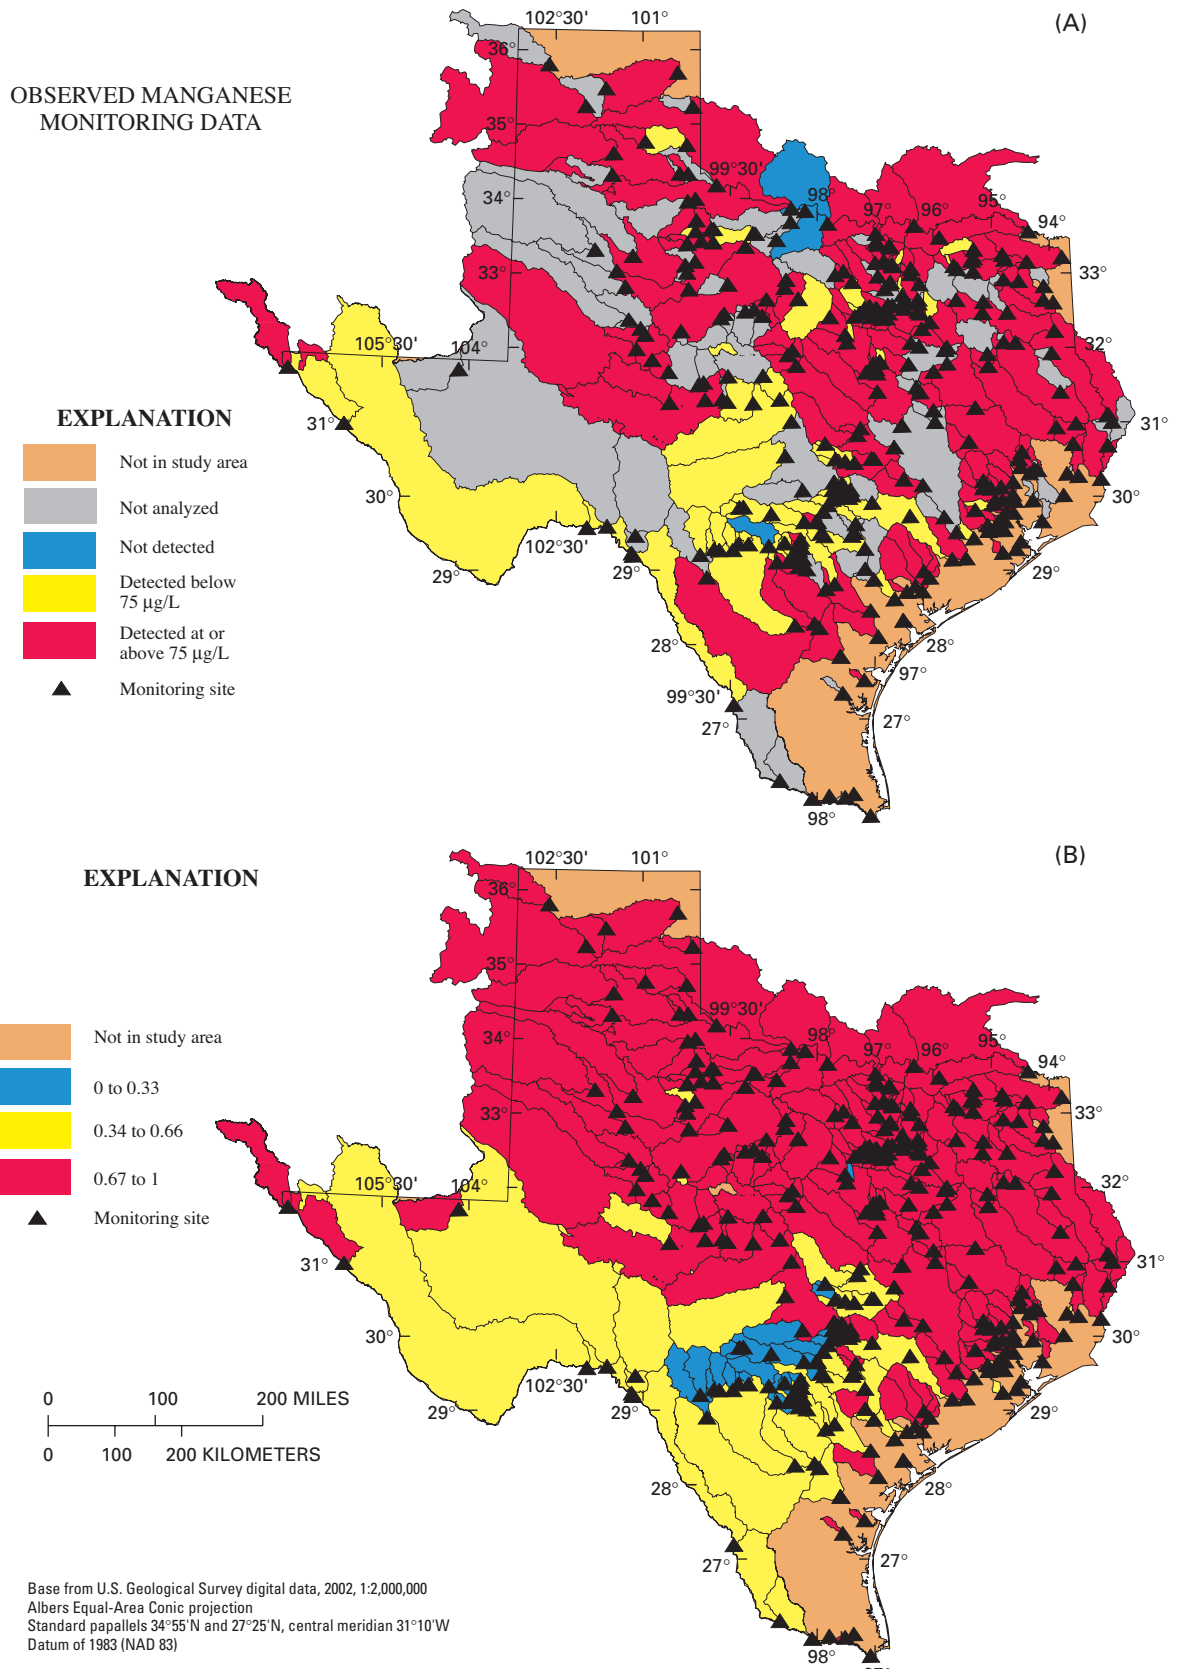 102°30' 101° (A)
36°
OBSERVED MANGANESE
MONITORING DATA
35°
99°30'
34° 98° 97° 96° 95° 94°
33° 33°
105°30' 104° 32°
31° 31°
EXPLANATION
Not in study area
Not analyzed
Not detected
Detected below
75 µg/L
Detected at or
above 75 µg/L
Monitoring site
30° 30°
102°30'
29° 29° 29°
28° 28°
97°
99°30'
27° 27°
98°
EXPLANATION
102°30' 101° (B)
36°
35°
99°30'
34° 98° 97° 96° 95° 94°
33° 33°
Not in study area
0 to 0.33
0.34 to 0.66
0.67 to 1
Monitoring site
105°30' 104° 32°
31° 31°
30° 30°
102°30'
0 100 200 MILES
0 100 200 KILOMETERS
29° 29° 29°
28° 28°
27° 27°
98°
Base from U.S. Geological Survey digital data, 2002, 1:2,000,000
Albers Equal-Area Conic projection
Standard papallels 34°55'N and 27°25'N, central meridian 31°10'W
Datum of 1983 (NAD 83)